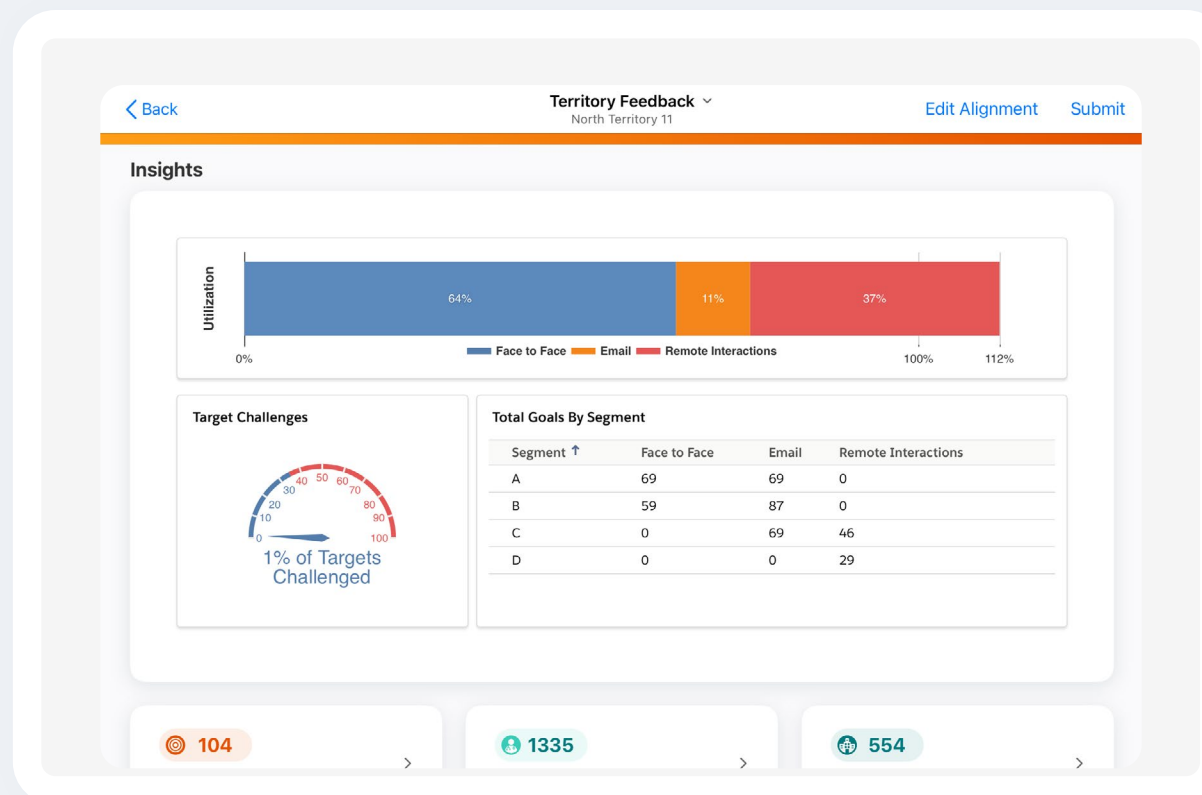 Back
Territory Feedback
North Territory 11
Edit Alignment
Submit
Insights
Utilization
64%
11%
37%
Face to Face
Email
Remote Interactions
0%
100%
112%
Target Challenges
0
10
20
30
40
50
60
70
80
90
100
1% of Targets
Challenged
Total Goals By Segment
Segment ↑ Face to Face Email Remote Interactions
A 69 69 0
B 59 87 0
C 0 69 46
D 0 0 29
104
1335
554